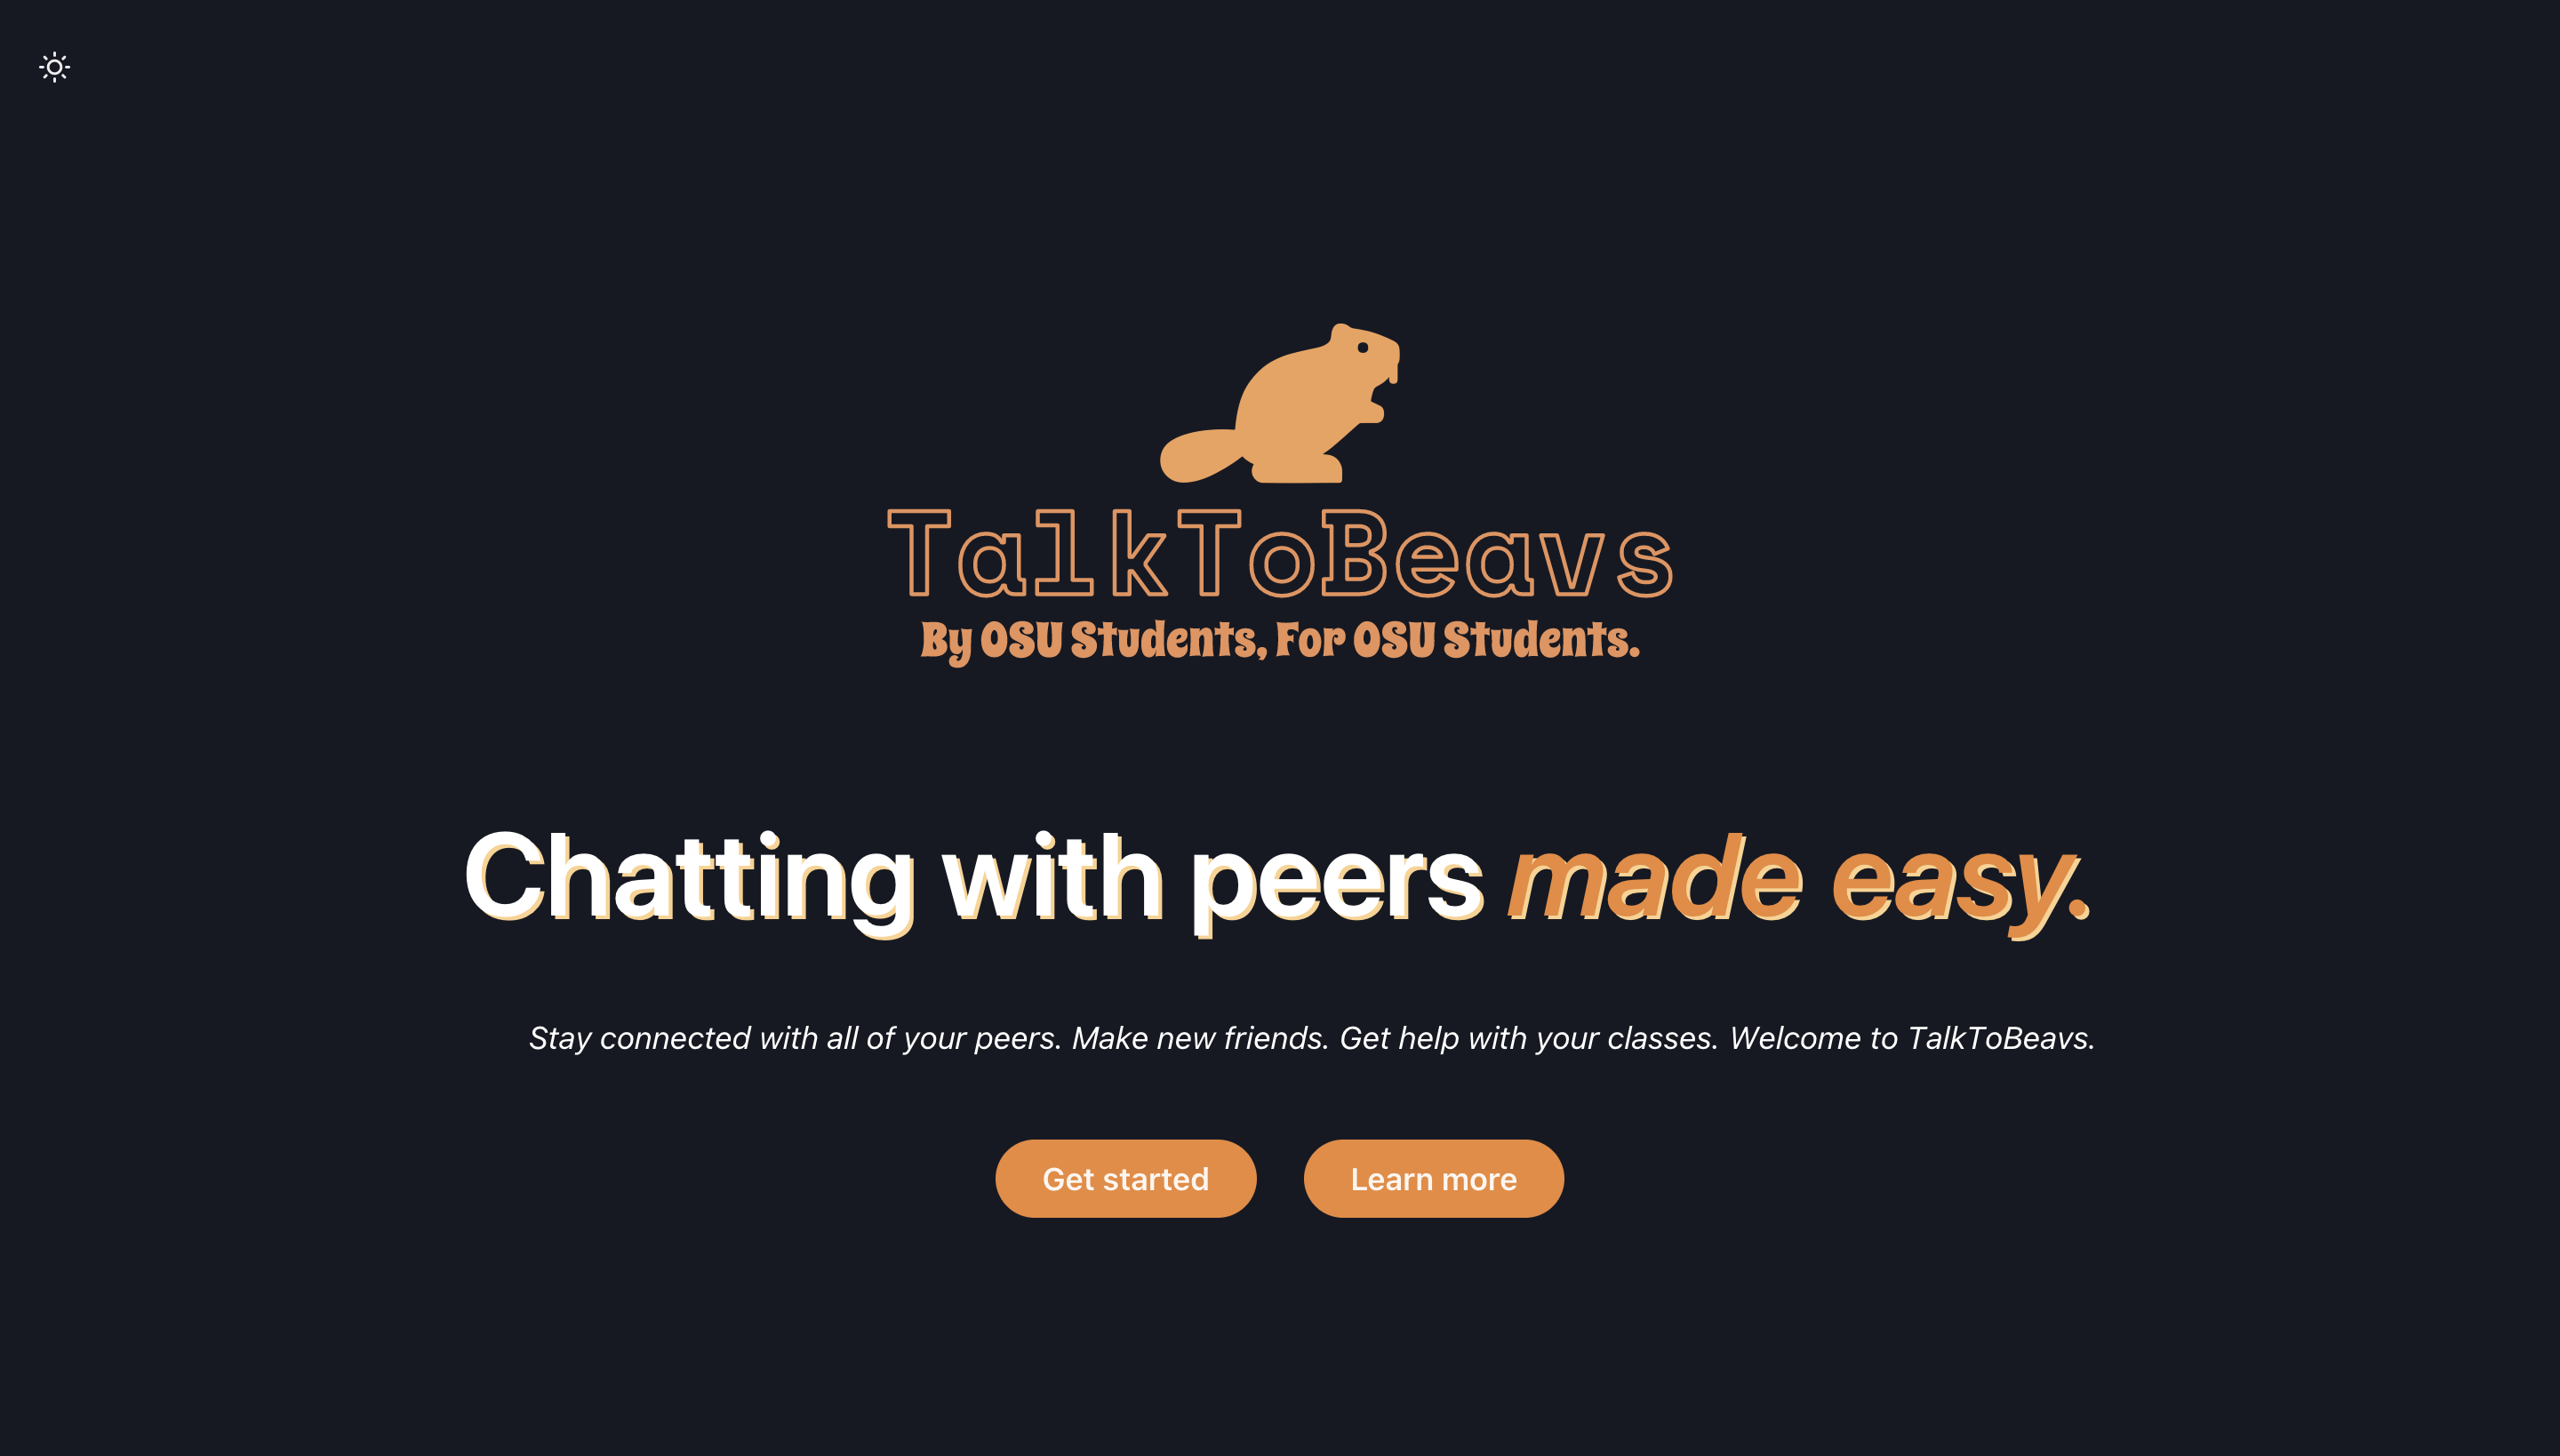 TalkToBeavs
By OSU Students, For OSU Students.
Chatting with peers made easy.
Stay connected with all of your peers. Make new friends. Get help with your classes. Welcome to TalkToBeavs.
Get started
Learn more